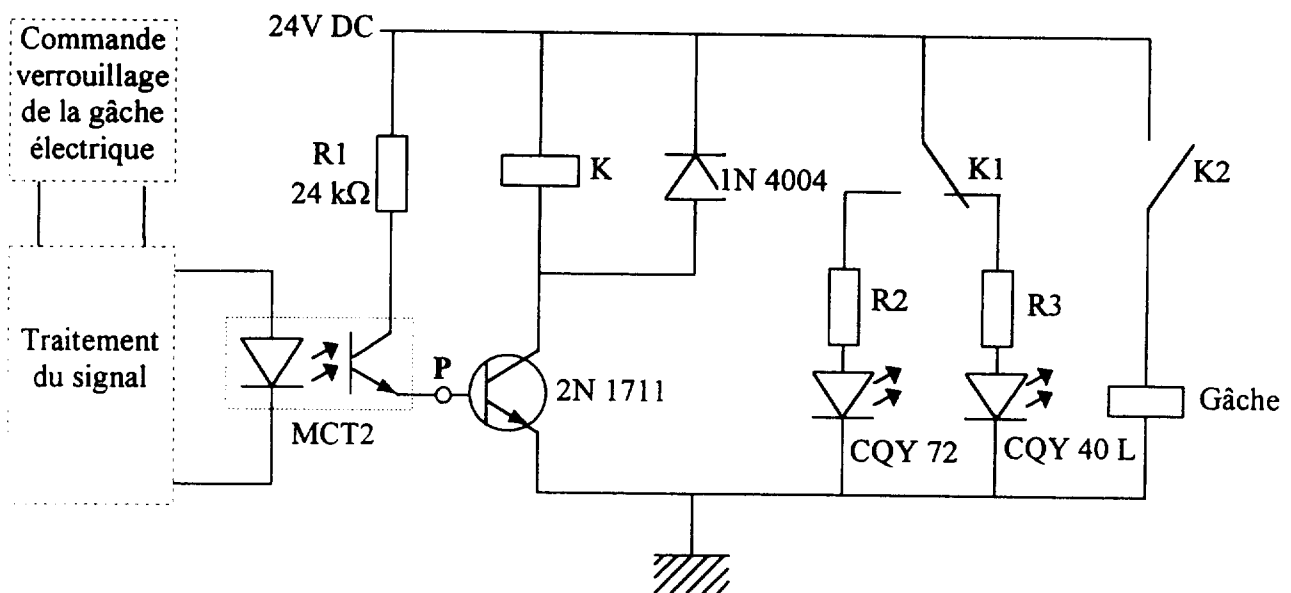 Commande
verrouillage
de la gâche
électrique
Traitement
du signal
24V DC
R1
24 kΩ
MCT2
P
K
1N 4004
2N 1711
K1
R2
R3
CQY 72
CQY 40 L
K2
Gâche